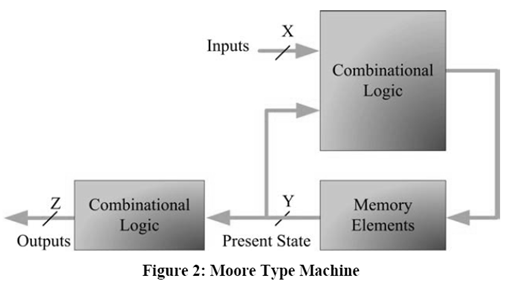 X
Inputs
Combinational
Logic
Z
Combinational
Logic
Y
Memory
Elements
Outputs
Present State
Figure 2: Moore Type Machine